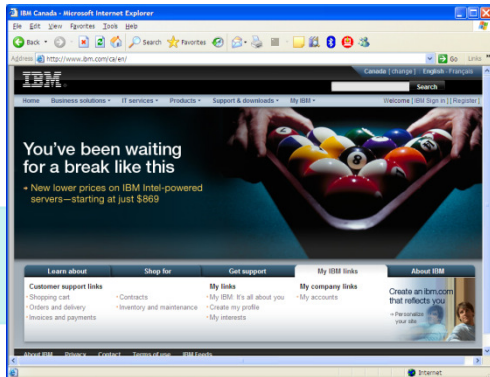 IBM Canada - Microsoft Internet Explorer
File Edit View Favorites Tools Help
Back Search Favorites
Address http://www.ibm.com/ca/en/ Go Links
Canada [ change ] English - Français
IBM
Search
Home Business solutions IT services Products Support & downloads My IBM Welcome [IBM Sign in] [Register]
You've been waiting
for a break like this
New lower prices on IBM Intel-powered
servers—starting at just $869
8
Learn about Shop for Get support My IBM links About IBM
Customer support links My links My company links
Shopping cart Contracts My IBM: It's all about you My accounts
Orders and delivery Inventory and maintenance Create my profile
Invoices and payments My interests
Create an ibm.com
that reflects you
Personalize
your site
About IBM Privacy Contact Terms of use IBM Feeds
Internet